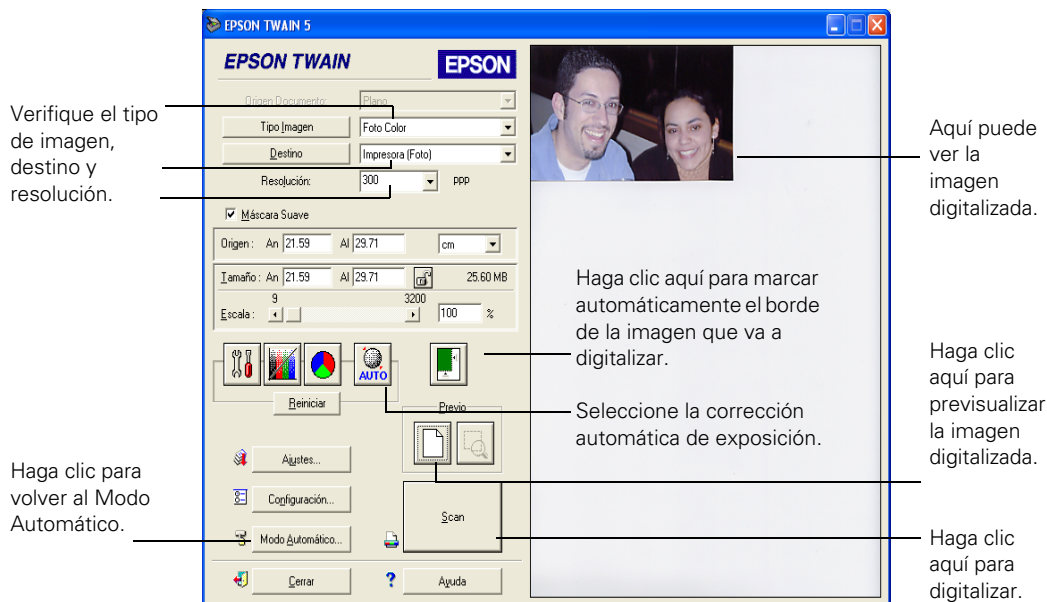 EPSON TWAIN 5
EPSON TWAIN
EPSON
Origen Documento:
Plano
Tipo Imagen
Foto Color
Destino
Impresora (Foto)
Resolución:
300
PPP
Máscara Suave
Origen : An 21.59 Al 29.71 cm
Tamaño : An 21.59 Al 29.71 25.60 MB
9 3200
Escala : 100 %
AUTO
Reiniciar
Previo
Ajustes...
Configuración...
Modo Automático...
Scan
Cerrar
? Ayuda
Verifique el tipo
de imagen,
destino y
resolución.
Haga clic para
volver al Modo
Automático.
Haga clic aquí para marcar
automáticamente el borde
de la imagen que va a
digitalizar.
Seleccione la corrección
automática de exposición.
Aquí puede
ver la
imagen
digitalizada.
Haga clic
aquí para
previsualizar
la imagen
digitalizada.
Haga clic
aquí para
digitalizar.